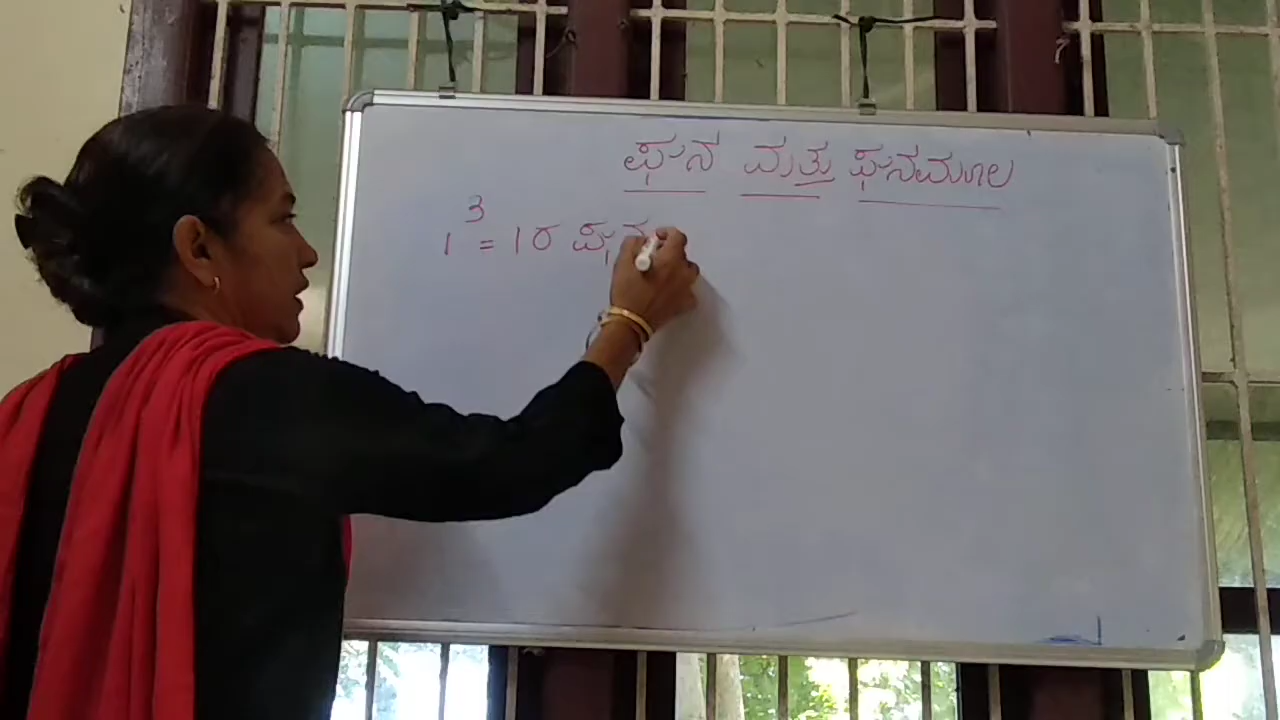 ಘನ ಮತ್ತು ಘನಮೂಲ
1³ = 1ರ ಘನ